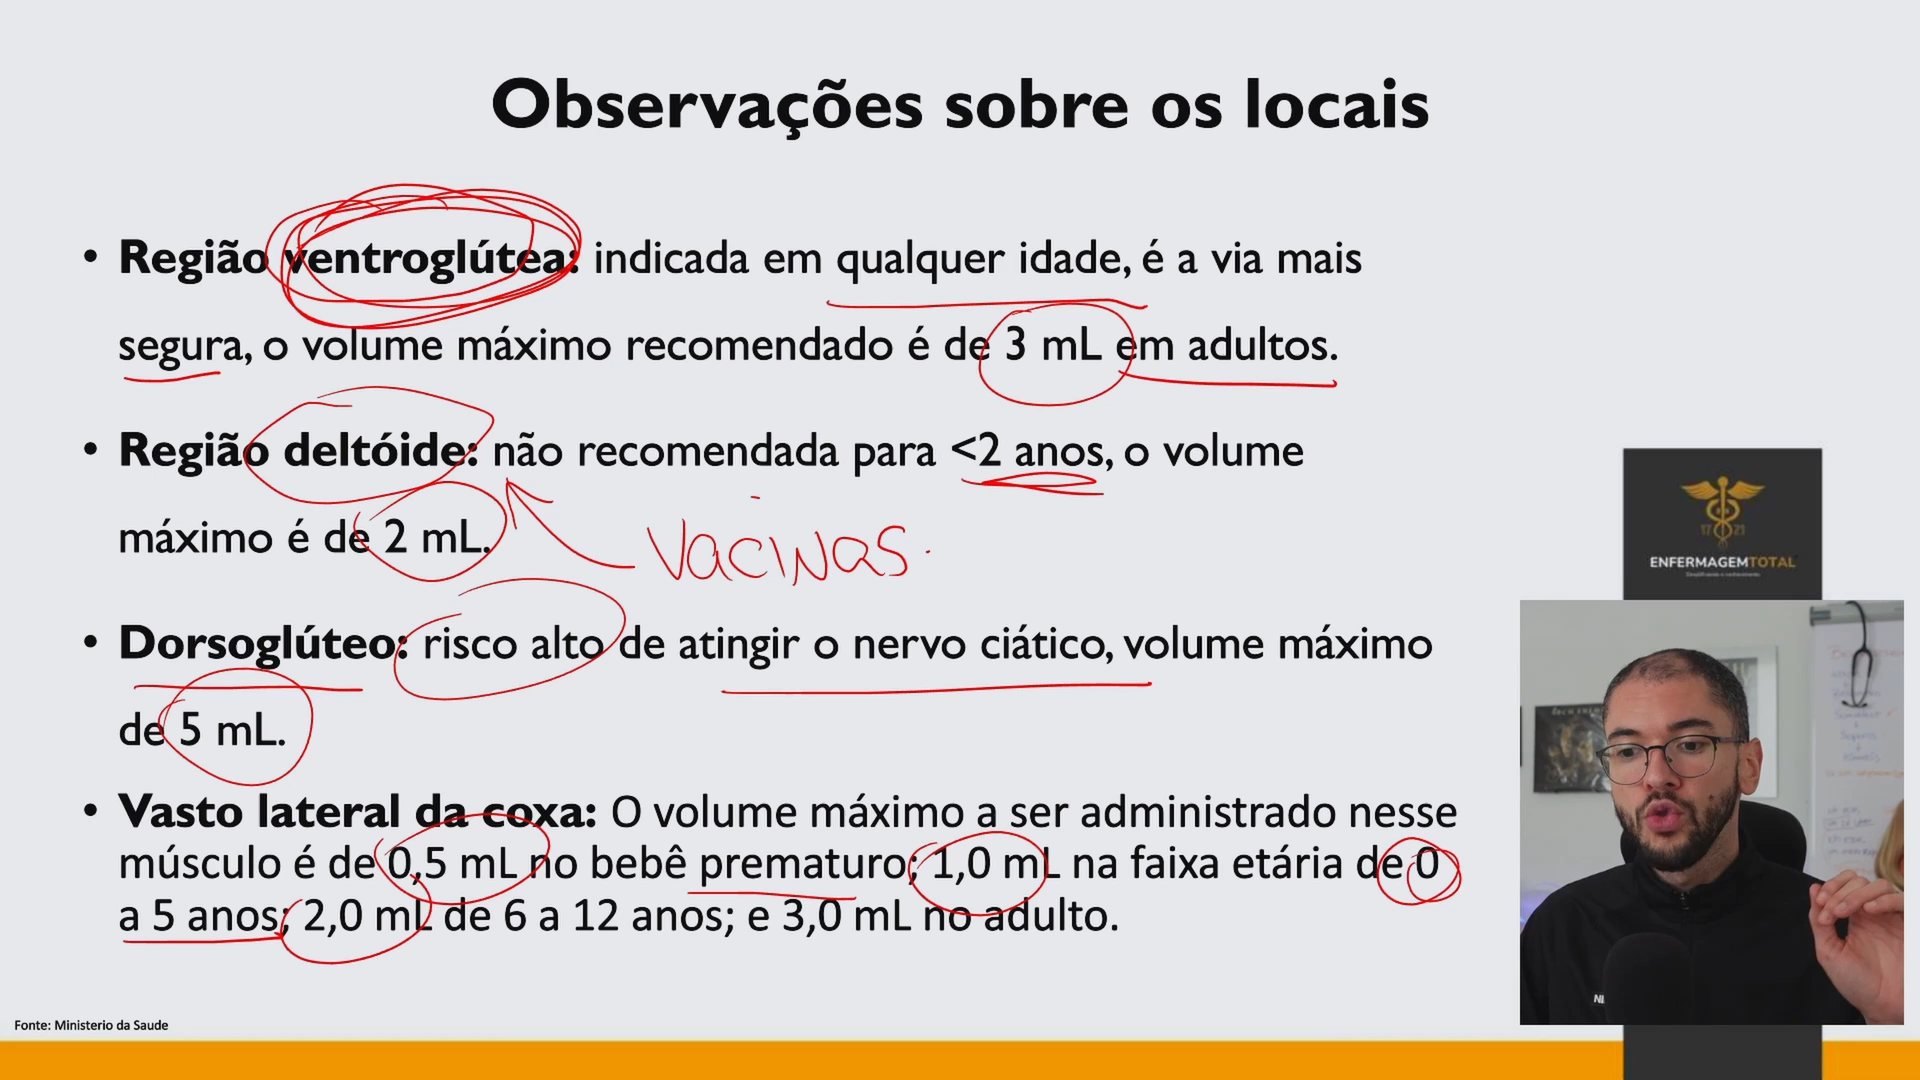 Observações sobre os locais
• Região ventroglútea: indicada em qualquer idade, é a via mais
segura, o volume máximo recomendado é de 3 mL em adultos.
• Região deltóide: não recomendada para <2 anos, o volume
máximo é de 2 mL.
Vacinas.
• Dorsoglúteo: risco alto de atingir o nervo ciático, volume máximo
de 5 mL.
• Vasto lateral da coxa: O volume máximo a ser administrado nesse
músculo é de 0,5 mL no bebê prematuro; 1,0 mL na faixa etária de 0
a 5 anos; 2,0 mL de 6 a 12 anos; e 3,0 mL no adulto.
17 21
ENFERMAGEMTOTAL
Fonte: Ministerio da Saude